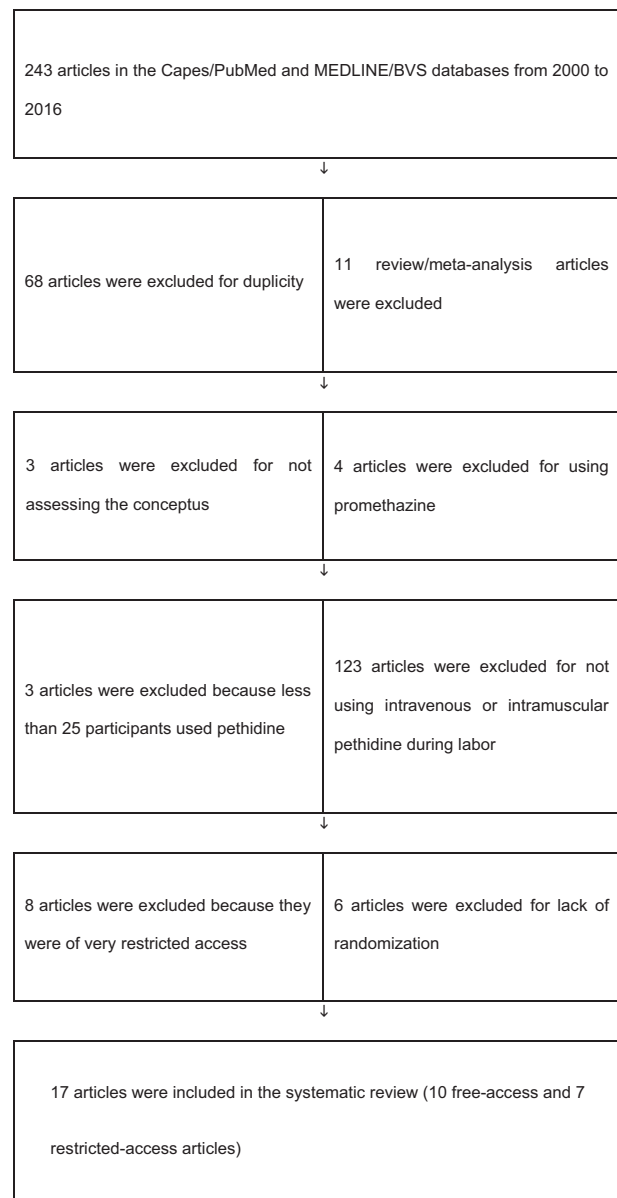 243 articles in the Capes/PubMed and MEDLINE/BVS databases from 2000 to
2016
↓
68 articles were excluded for duplicity
11 review/meta-analysis articles
were excluded
↓
3 articles were excluded for not
assessing the conceptus
4 articles were excluded for using
promethazine
↓
3 articles were excluded because less
than 25 participants used pethidine
123 articles were excluded for not
using intravenous or intramuscular
pethidine during labor
↓
8 articles were excluded because they
were of very restricted access
6 articles were excluded for lack of
randomization
↓
17 articles were included in the systematic review (10 free-access and 7
restricted-access articles)